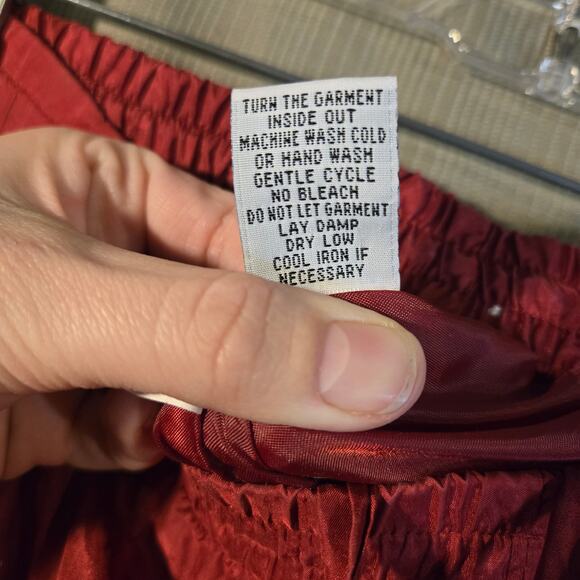 TURN THE GARMENT
INSIDE OUT
MACHINE WASH COLD
OR HAND WASH
GENTLE CYCLE
NO BLEACH
DO NOT LET GARMENT
LAY DAMP
DRY LOW
COOL IRON IF
NECESSARY